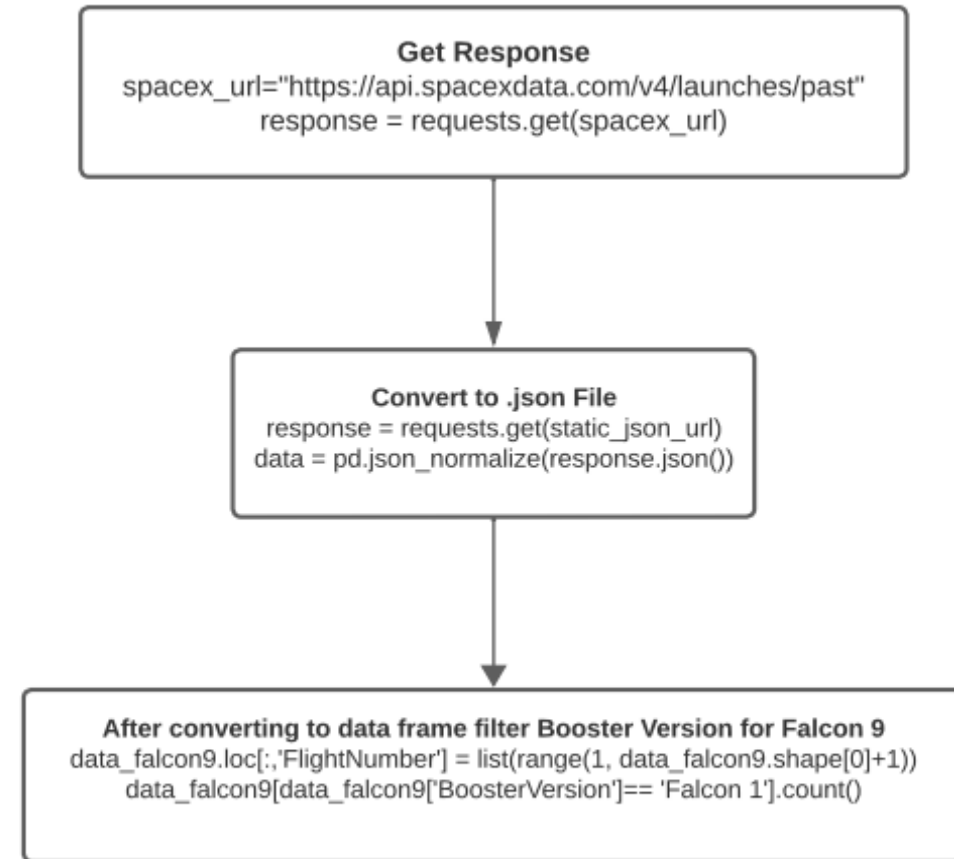 Get Response
spacex_url="https://api.spacexdata.com/v4/launches/past"
response = requests.get(spacex_url)
Convert to .json File
response = requests.get(static_json_url)
data = pd.json_normalize(response.json())
After converting to data frame filter Booster Version for Falcon 9
data_falcon9.loc[:,'FlightNumber'] = list(range(1, data_falcon9.shape[0]+1))
data_falcon9[data_falcon9['BoosterVersion']== 'Falcon 1'].count()